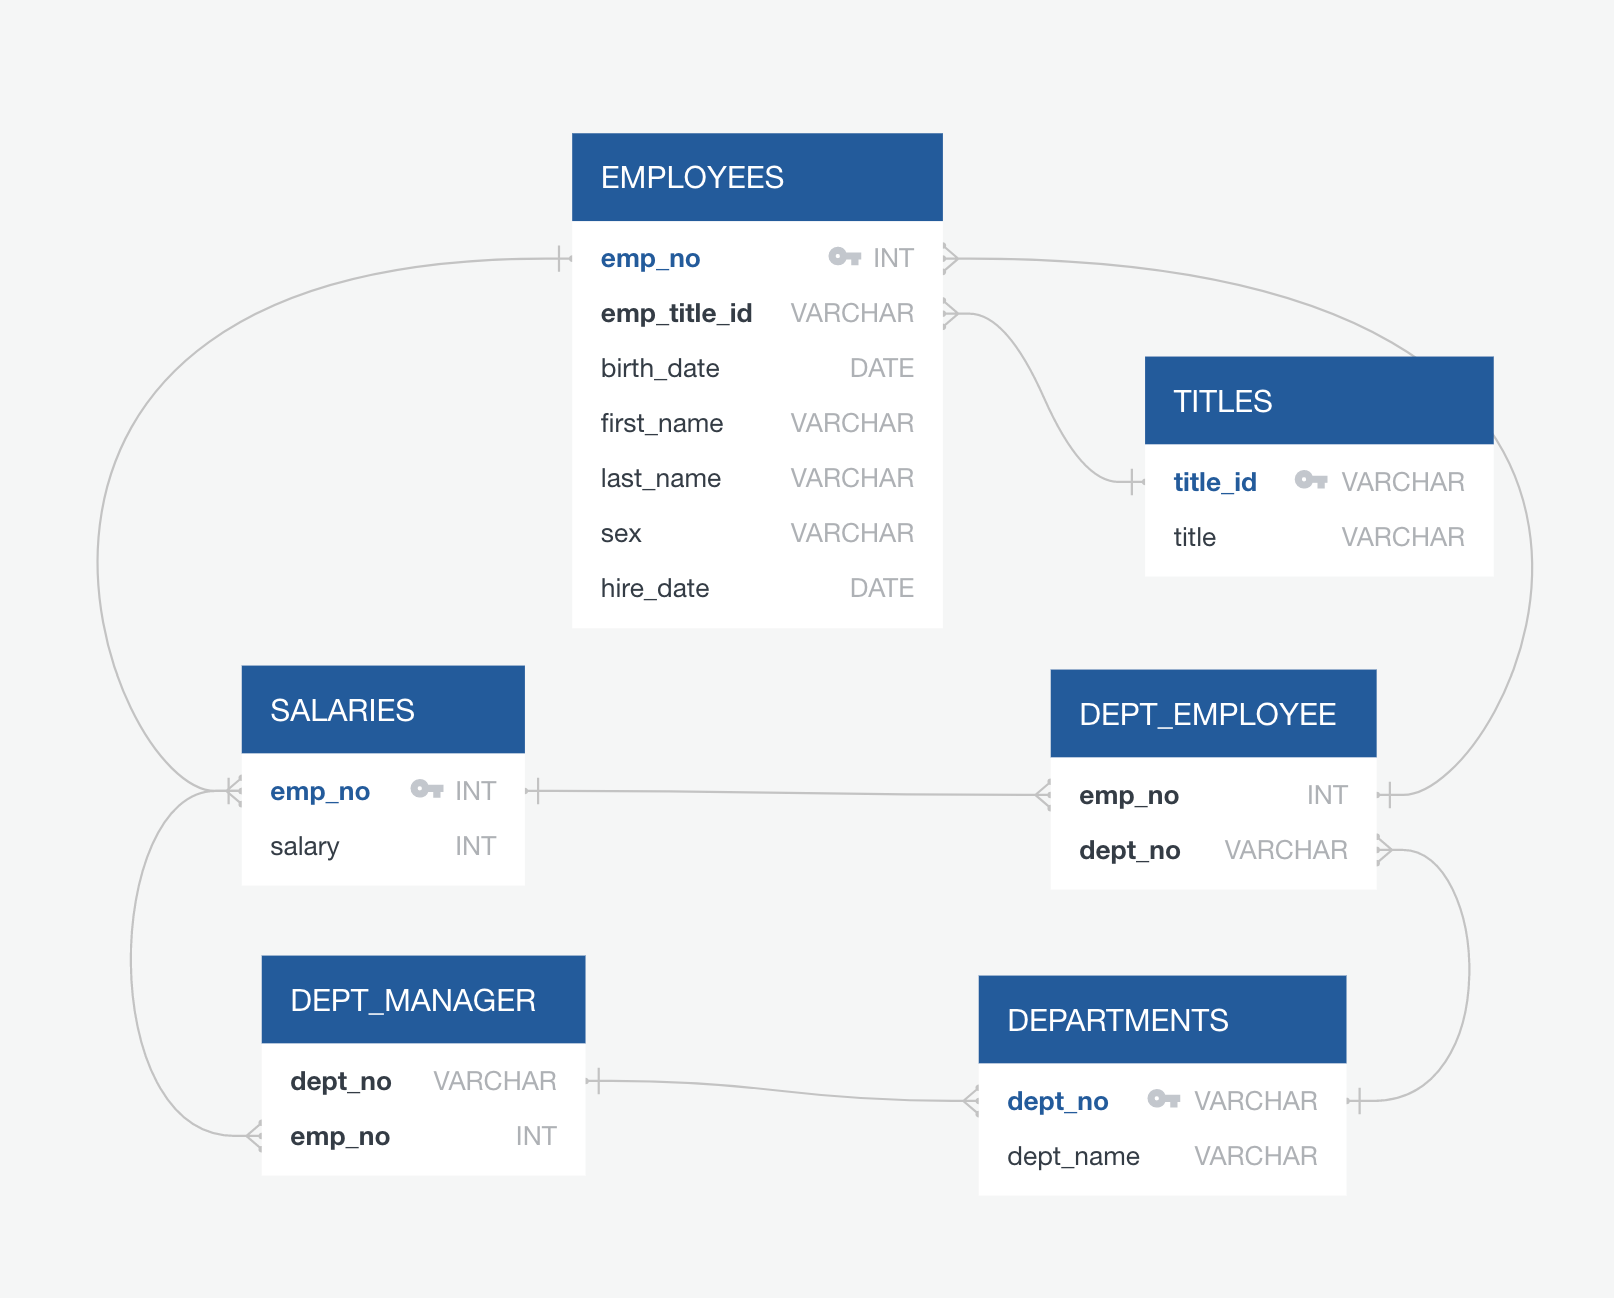 EMPLOYEES
emp_no INT
emp_title_id VARCHAR
birth_date DATE
first_name VARCHAR
last_name VARCHAR
sex VARCHAR
hire_date DATE
TITLES
title_id VARCHAR
title VARCHAR
SALARIES
emp_no INT
salary INT
DEPT_EMPLOYEE
emp_no INT
dept_no VARCHAR
DEPT_MANAGER
dept_no VARCHAR
emp_no INT
DEPARTMENTS
dept_no VARCHAR
dept_name VARCHAR